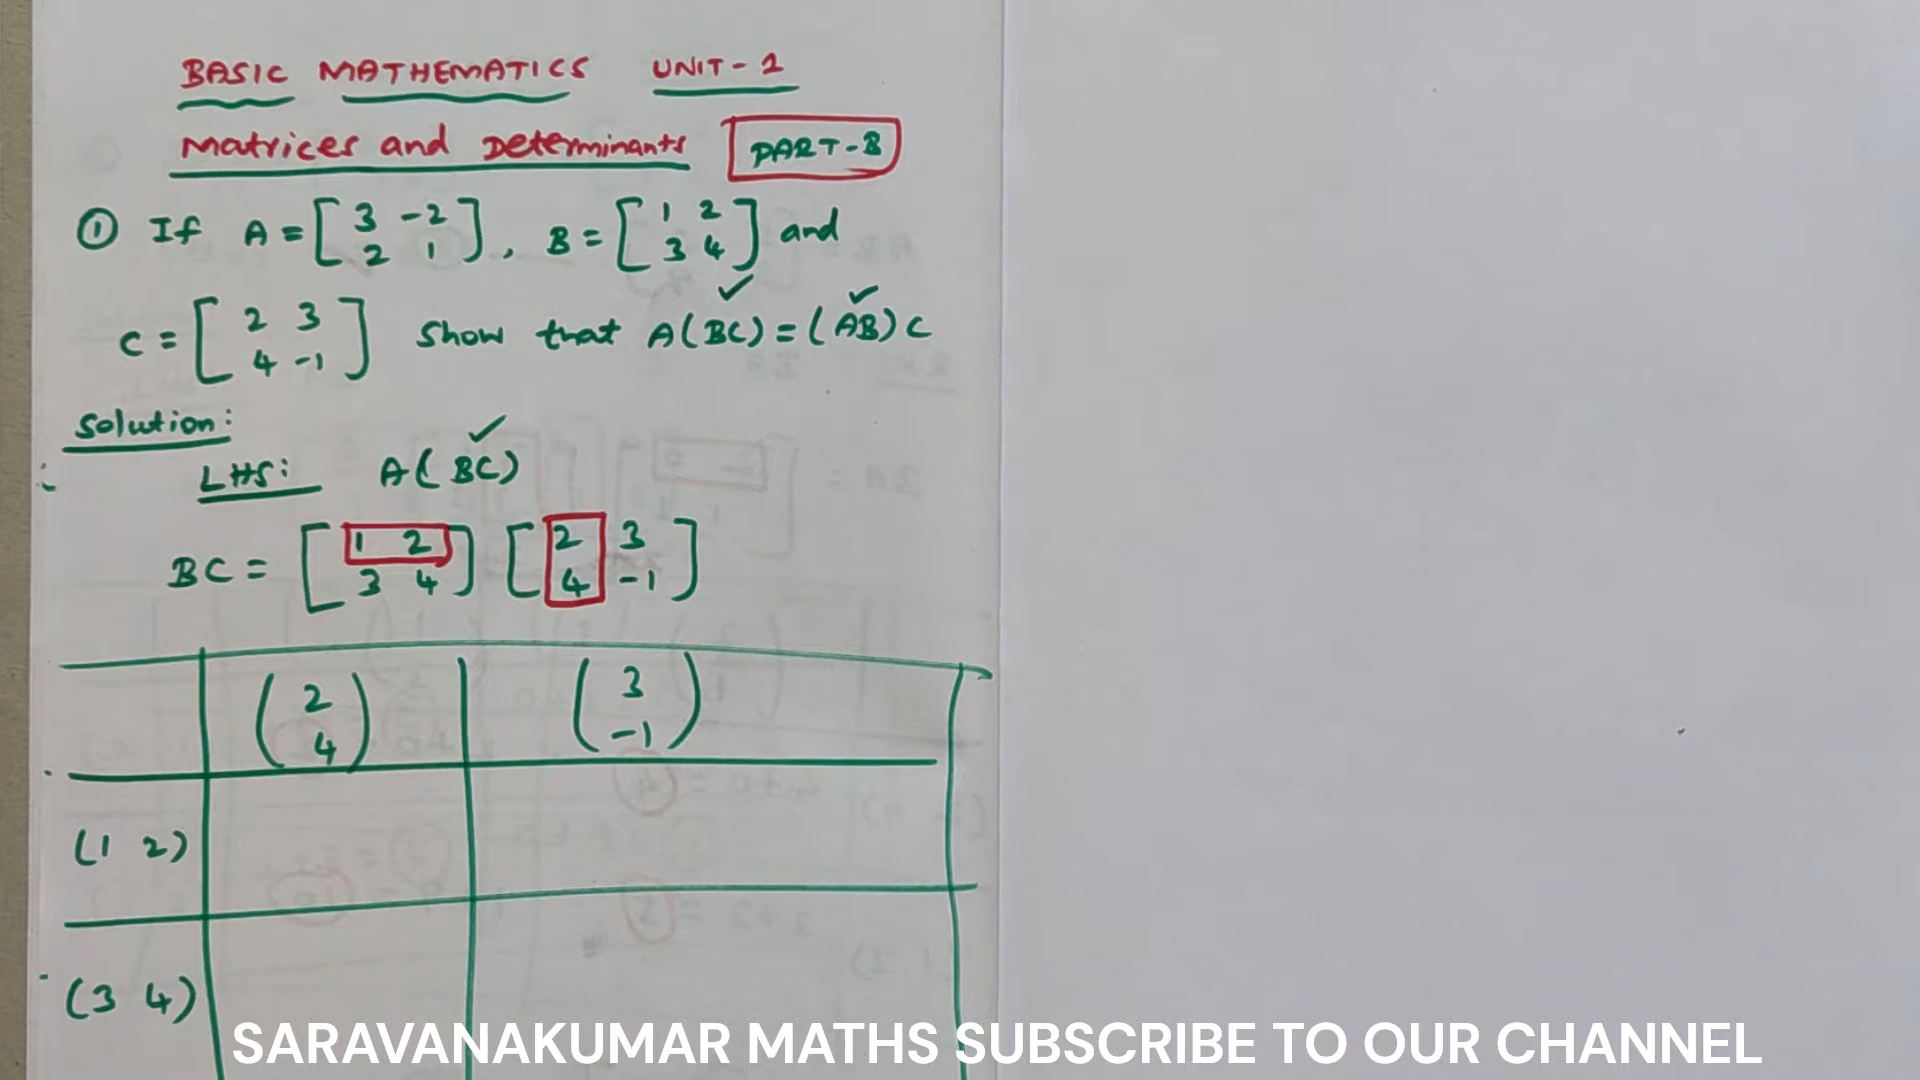 BASIC MATHEMATICS UNIT-1
Matrices and Determinants PART-B
① If A = [ 3 -2 ], B = [ 1 2 ] and
2 1 3 4
C = [ 2 3 ] Show that A(BC) = (AB)C
4 -1
Solution:
LHS: A(BC)
BC = [ 1 2 ] [ 2 3 ]
3 4 4 -1
(2 4) (3 -1)
(1 2)
(3 4)
SARAVANAKUMAR MATHS SUBSCRIBE TO OUR CHANNEL